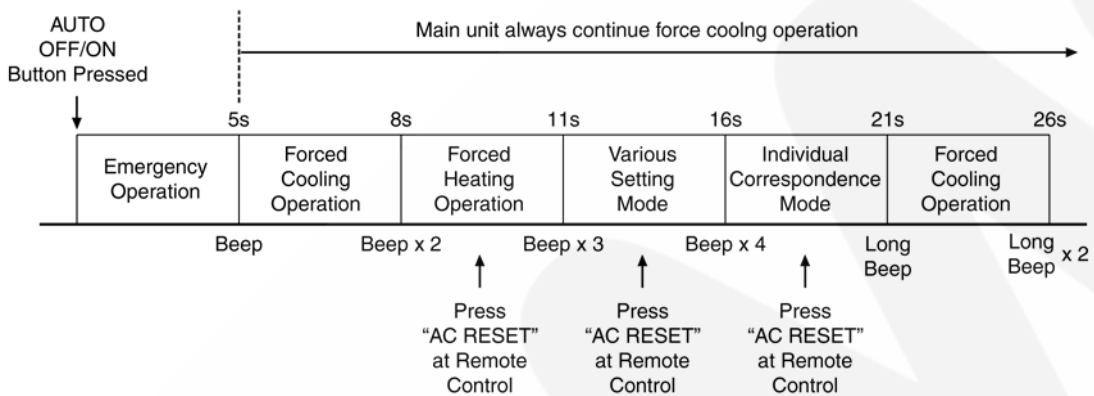 AUTO
OFF/ON
Button Pressed
Main unit always continue force coolng operation
5s
8s
11s
16s
21s
26s
Emergency
Operation
Forced
Cooling
Operation
Forced
Heating
Operation
Various
Setting
Mode
Individual
Correspondence
Mode
Forced
Cooling
Operation
Beep
Beep x 2
Beep x 3
Beep x 4
Long
Beep
Long
Beep x 2
Press
“AC RESET”
at Remote
Control
Press
“AC RESET”
at Remote
Control
Press
“AC RESET”
at Remote
Control